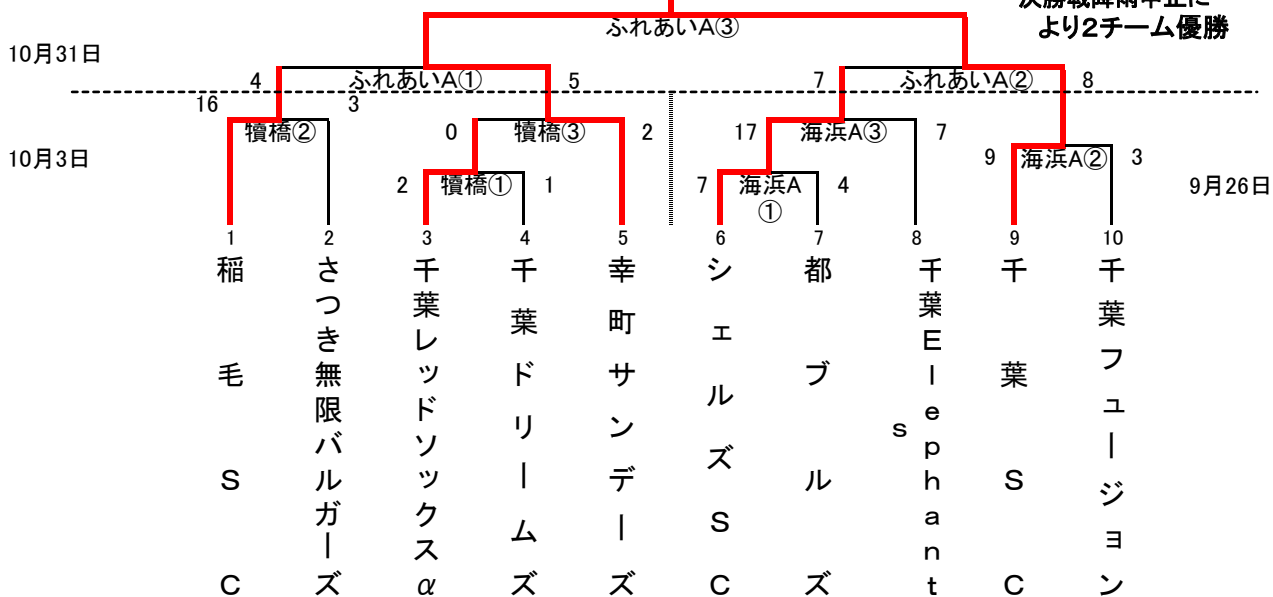 決勝戦降雨中止に
より2チーム優勝
ふれあいA③
10月31日
4
ふれあいA①
5
7
ふれあいA②
8
16
3
犢橋②
0
犢橋③
2
17
海浜A③
7
10月3日
9
海浜A②
3
2
犢橋①
1
7
海浜A
①
4
9月26日
1
2
3
4
5
6
7
8
9
10
稲毛SC
さつき無限バルガーズ
千葉レッドソックスα
千葉ドリームズ
幸町サンデーズ
シェルズSC
都ブルズ
千葉Elephant
s
千葉SC
千葉フュージョン